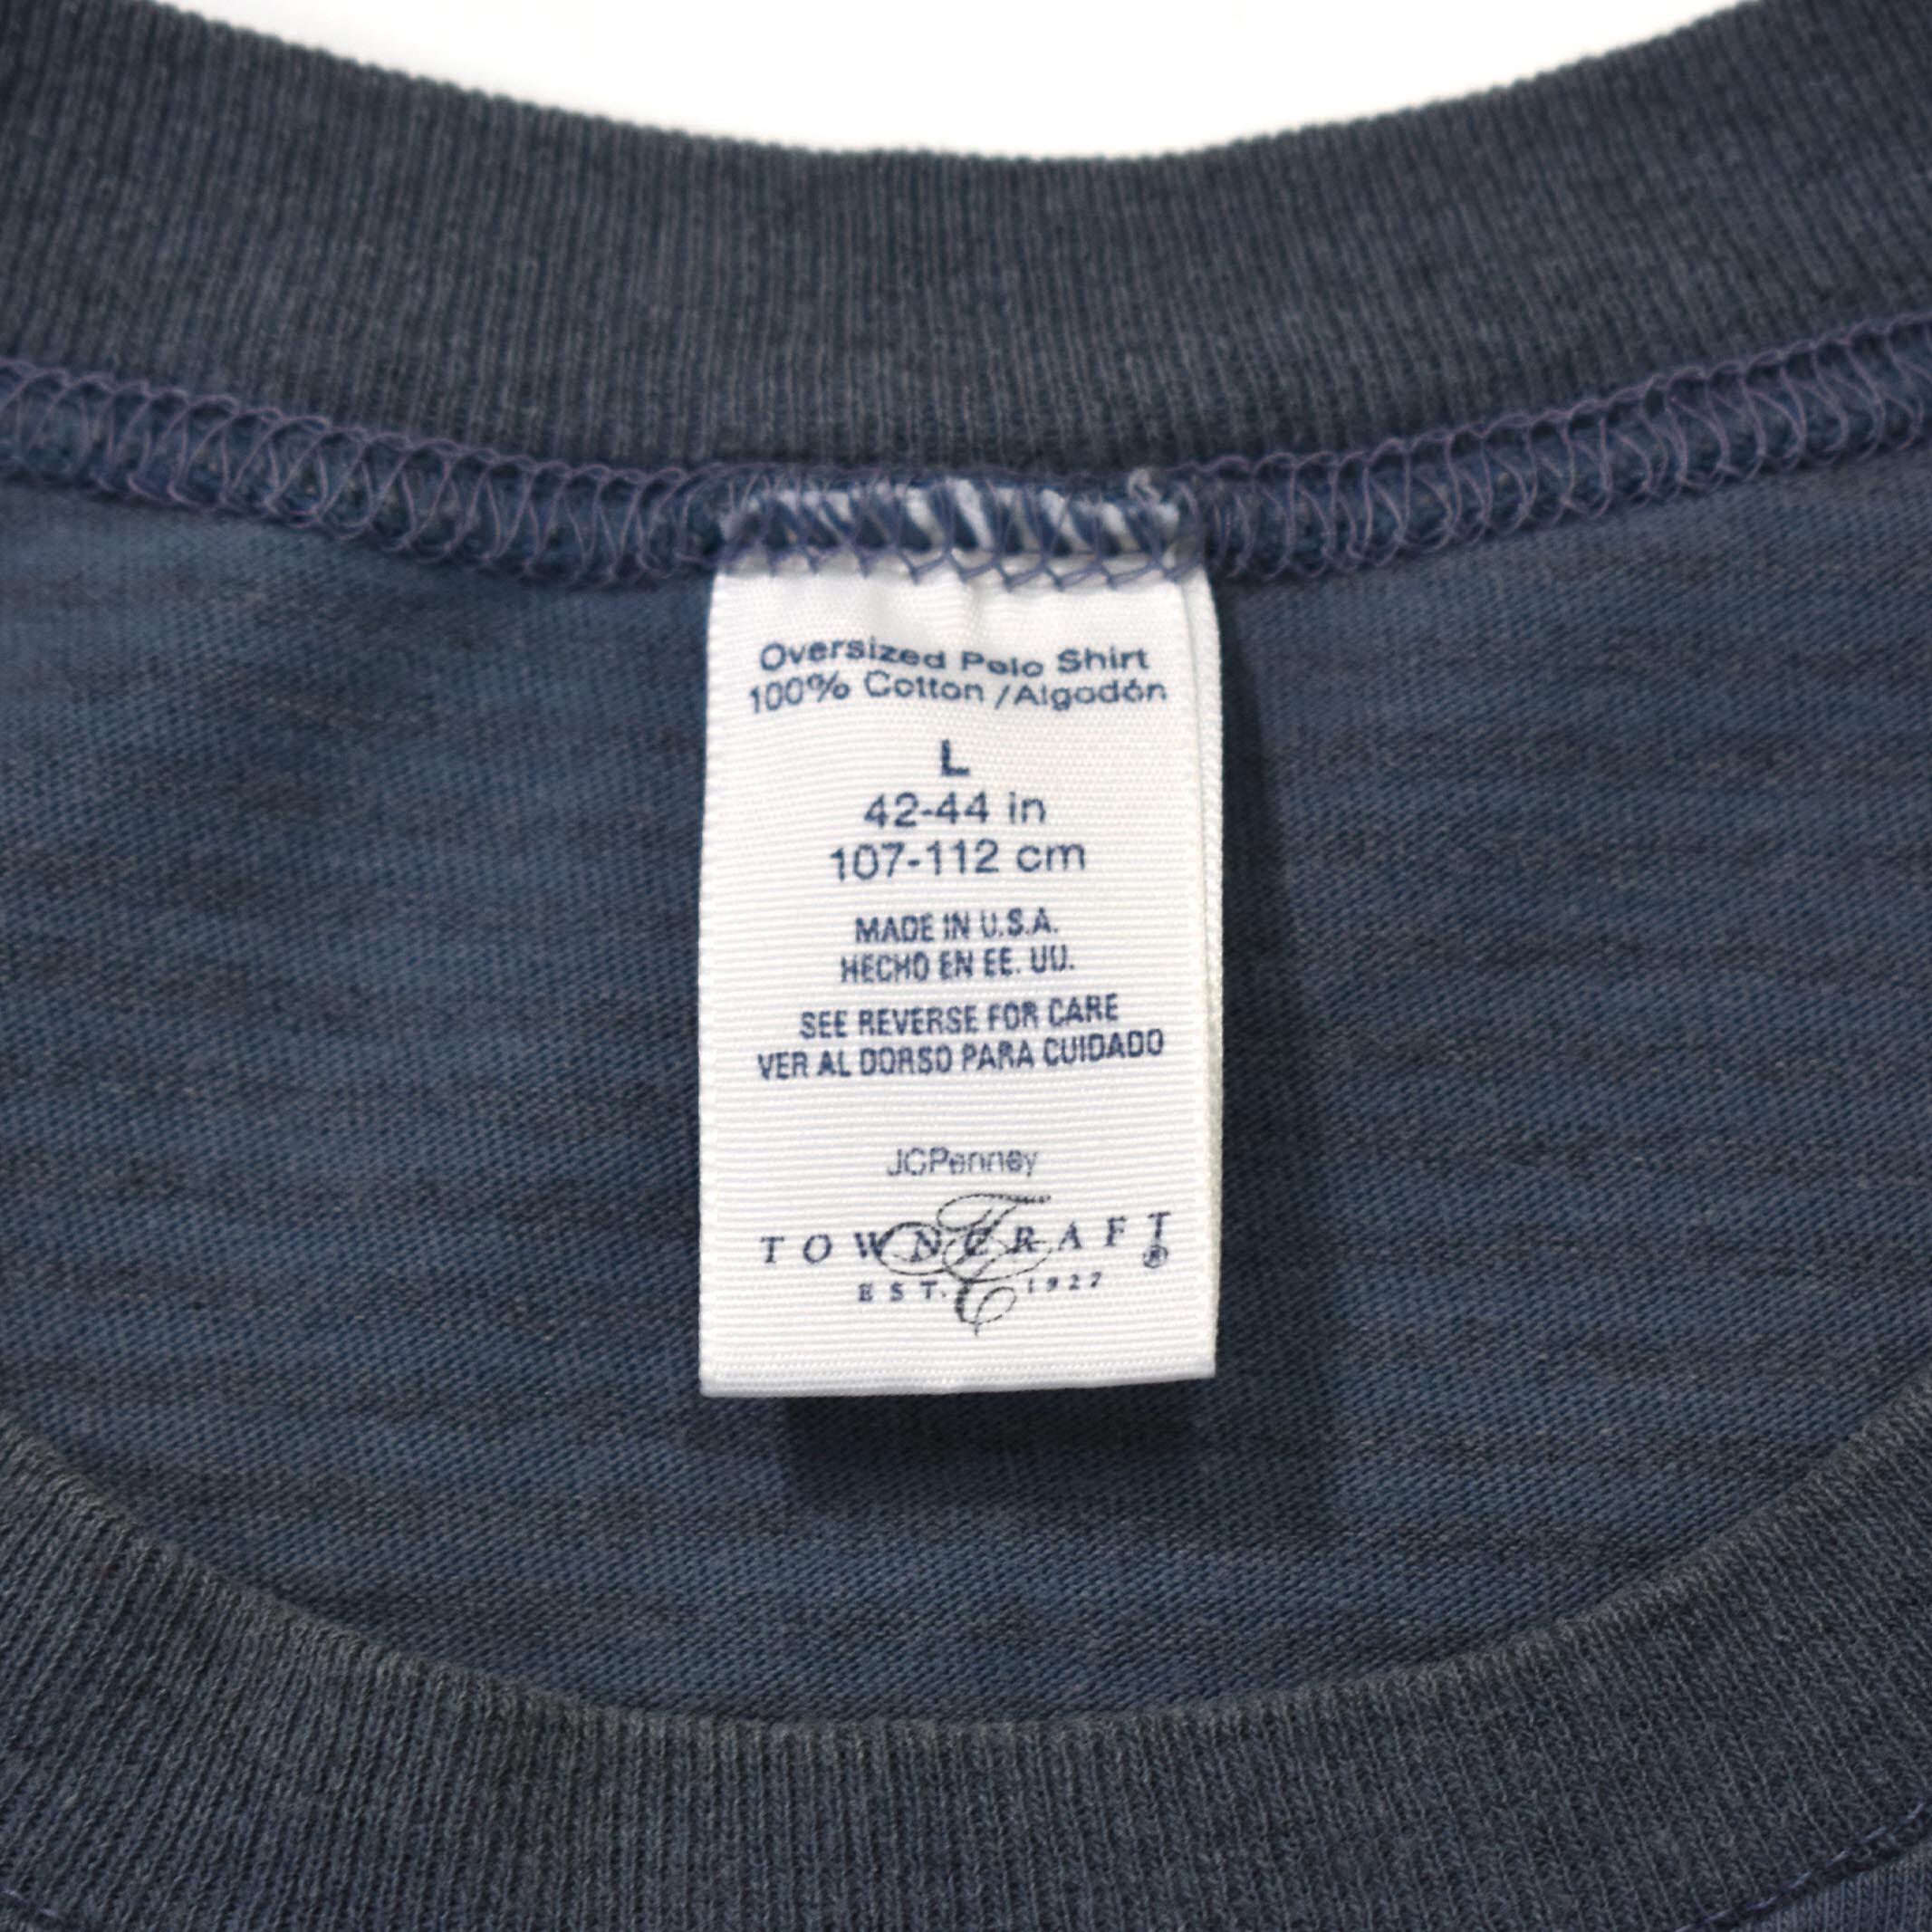 Oversized Polo Shirt
100% Cotton /Algodón
L
42-44 in
107-112 cm
MADE IN U.S.A.
HECHO EN EE. UU.
SEE REVERSE FOR CARE
VER AL DORSO PARA CUIDADO
JCPenney
TOWNCRAFT®
EST. 1927